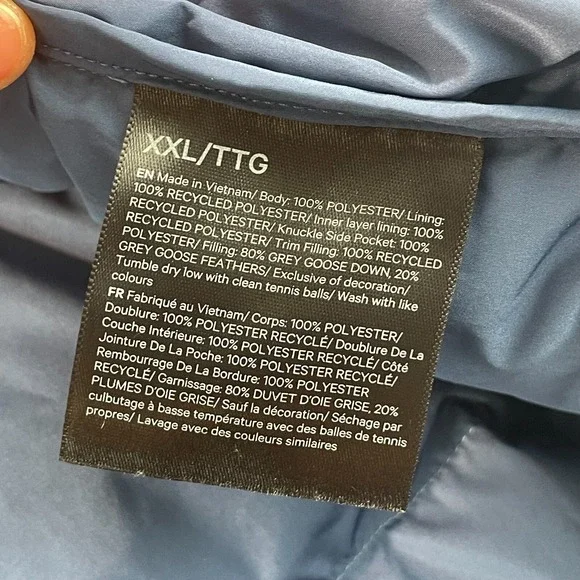 XXL/TTG
EN Made in Vietnam/ Body: 100% POLYESTER/ Lining:
100% RECYCLED POLYESTER/ Inner layer lining: 100%
RECYCLED POLYESTER/ Knuckle Side Pocket: 100%
POLYESTER/ Trim Filling: 100% RECYCLED
POLYESTER/ Filling: 80% GREY GOOSE DOWN, 20%
GREY GOOSE FEATHERS/ Exclusive of decoration/
Tumble dry low with clean tennis balls/ Wash with like
colours
FR Fabriqué au Vietnam/ Corps: 100% POLYESTER/
Doublure: 100% POLYESTER RECYCLÉ/ Doublure De La
Couche Intérieure: 100% POLYESTER RECYCLÉ/ Côté
Jointure De La Poche: 100% POLYESTER RECYCLÉ/
Rembourrage De La Bordure: 100% POLYESTER
RECYCLÉ/ Garnissage: 80% DUVET D'OIE GRISE, 20%
PLUMES D'OIE GRISE/ Sauf la décoration/ Séchage par
culbutage à basse température avec des balles de tennis
propres/ Lavage avec des couleurs similaires